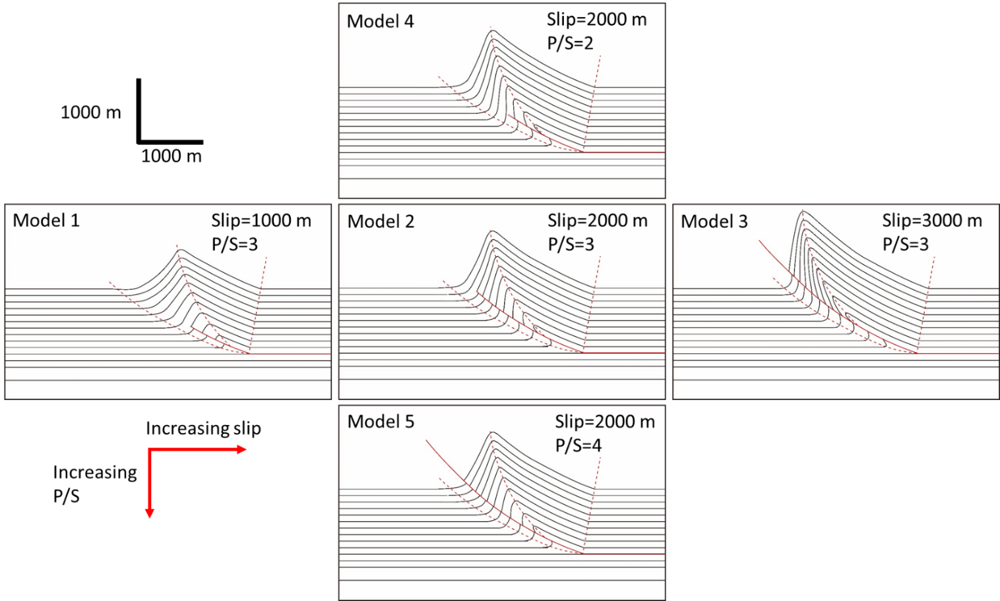 Model 4
Slip=2000 m
P/S=2
1000 m
1000 m
Model 1
Slip=1000 m
P/S=3
Model 2
Slip=2000 m
P/S=3
Model 3
Slip=3000 m
P/S=3
Increasing slip
Increasing
P/S
Model 5
Slip=2000 m
P/S=4